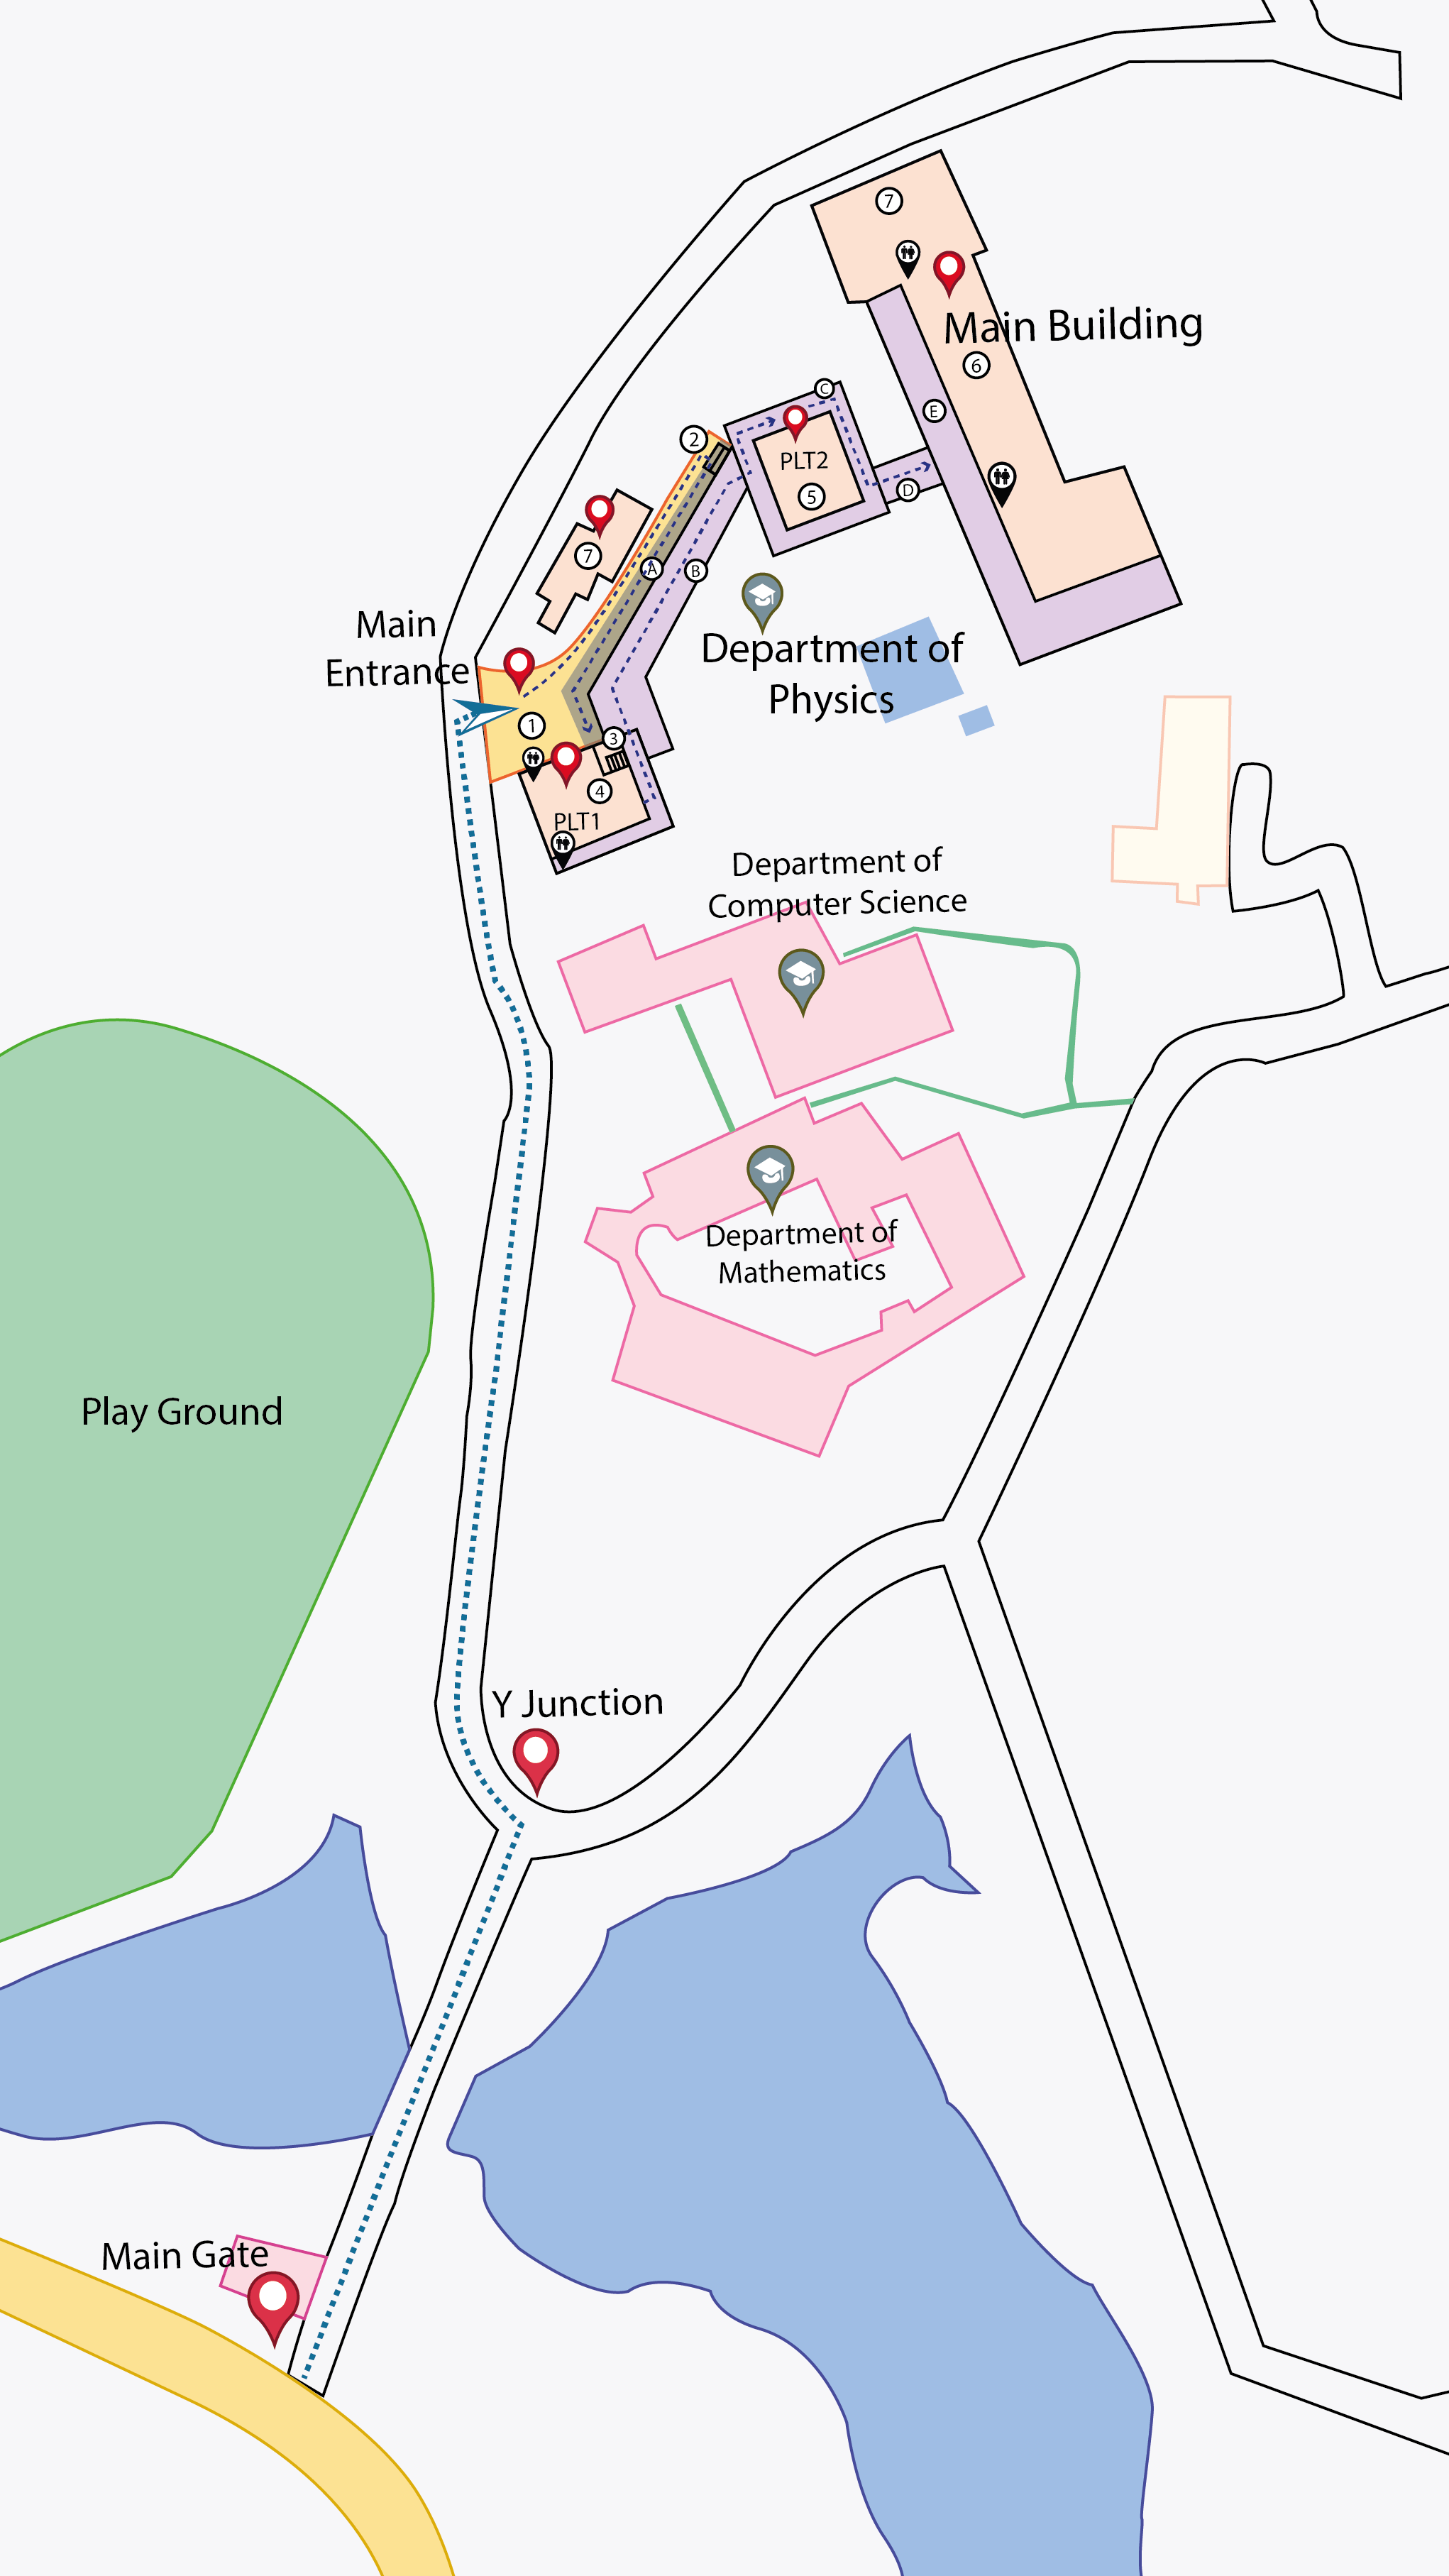 7
Main Building
6
C
E
2
PLT2
5
D
7
A
B
Main
Entrance
Department of
Physics
1
3
4
PLT1
Department of
Computer Science
Department of
Mathematics
Play Ground
Y Junction
Main Gate